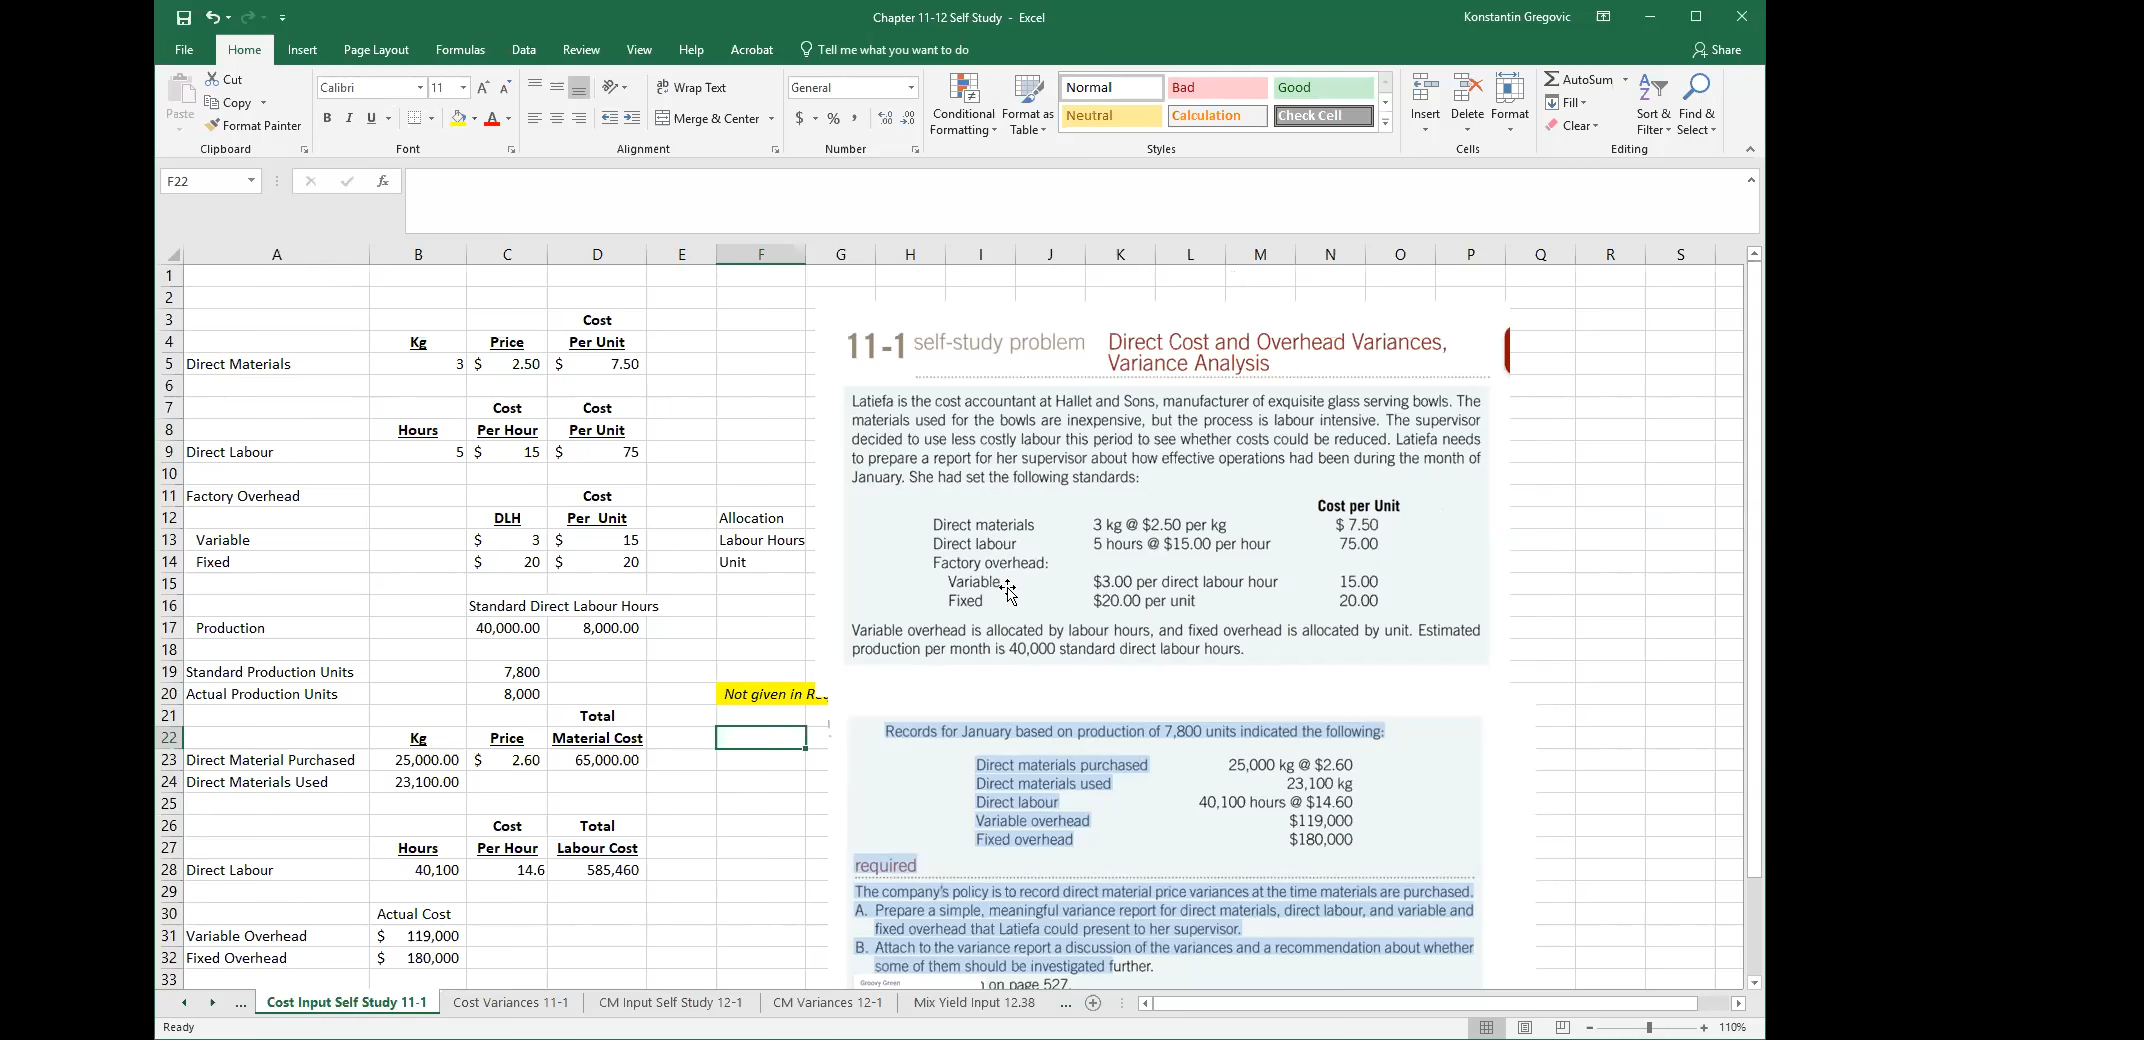 Chapter 11-12 Self Study - Excel
Konstantin Gregovic
File Home Insert Page Layout Formulas Data Review View Help Acrobat Tell me what you want to do Share
Paste
Cut
Copy
Format Painter
Clipboard
Calibri 11
B I U
Font
Wrap Text
Merge & Center
Alignment
General
$ % ,
Number
Conditional Formatting
Format as Table
Normal Bad Good
Neutral Calculation Check Cell
Styles
Insert Delete Format
Cells
AutoSum
Fill
Clear
Sort & Filter
Find & Select
Editing
F22 fx
A B C D E F G H I J K L M N O P Q R S
1
2
3 Cost
4 Kg Price Per Unit
5 Direct Materials 3 $ 2.50 $ 7.50
6
7 Cost Cost
8 Hours Per Hour Per Unit
9 Direct Labour 5 $ 15 $ 75
10
11 Factory Overhead Cost
12 DLH Per Unit Allocation
13 Variable $ 3 $ 15 Labour Hours
14 Fixed $ 20 $ 20 Unit
15
16 Standard Direct Labour Hours
17 Production 40,000.00 8,000.00
18
19 Standard Production Units 7,800
20 Actual Production Units 8,000 Not given in
21 Total
22 Kg Price Material Cost
23 Direct Material Purchased 25,000.00 $ 2.60 65,000.00
24 Direct Materials Used 23,100.00
25
26 Cost Total
27 Hours Per Hour Labour Cost
28 Direct Labour 40,100 14.6 585,460
29
30 Actual Cost
31 Variable Overhead $ 119,000
32 Fixed Overhead $ 180,000
33
11-1 self-study problem Direct Cost and Overhead Variances,
Variance Analysis
Latiefa is the cost accountant at Hallet and Sons, manufacturer of exquisite glass serving bowls. The
materials used for the bowls are inexpensive, but the process is labour intensive. The supervisor
decided to use less costly labour this period to see whether costs could be reduced. Latiefa needs
to prepare a report for her supervisor about how effective operations had been during the month of
January. She had set the following standards:
Cost per Unit
Direct materials 3 kg @ $2.50 per kg $ 7.50
Direct labour 5 hours @ $15.00 per hour 75.00
Factory overhead:
Variable $3.00 per direct labour hour 15.00
Fixed $20.00 per unit 20.00
Variable overhead is allocated by labour hours, and fixed overhead is allocated by unit. Estimated
production per month is 40,000 standard direct labour hours.
Records for January based on production of 7,800 units indicated the following:
Direct materials purchased 25,000 kg @ $2.60
Direct materials used 23,100 kg
Direct labour 40,100 hours @ $14.60
Variable overhead $119,000
Fixed overhead $180,000
required
The company's policy is to record direct material price variances at the time materials are purchased.
A. Prepare a simple, meaningful variance report for direct materials, direct labour, and variable and
fixed overhead that Latiefa could present to her supervisor.
B. Attach to the variance report a discussion of the variances and a recommendation about whether
some of them should be investigated further.
Groovy Green
on page 527.
... Cost Input Self Study 11-1 Cost Variances 11-1 CM Input Self Study 12-1 CM Variances 12-1 Mix Yield Input 12.38 ...
Ready
110%